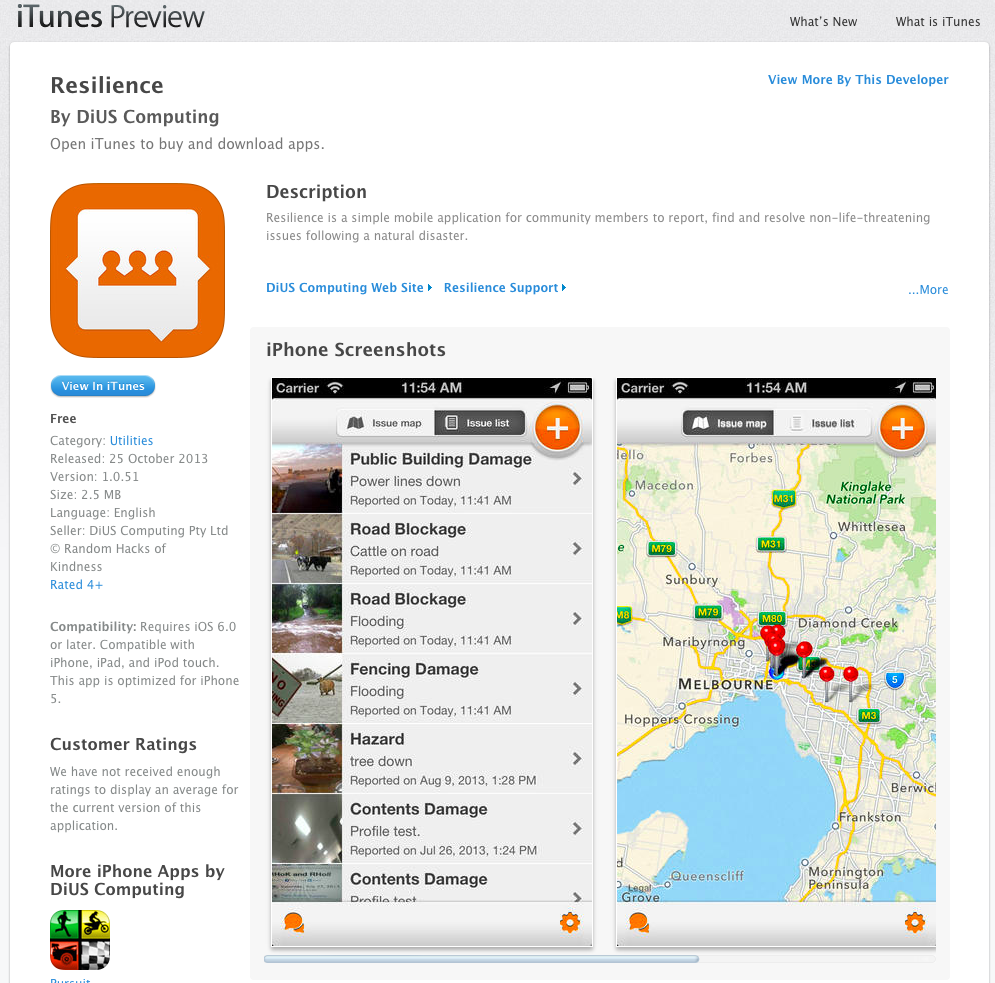 iTunes Preview
What's New
What is iTunes
Resilience
View More By This Developer
By DiUS Computing
Open iTunes to buy and download apps.
Description
Resilience is a simple mobile application for community members to report, find and resolve non-life-threatening
issues following a natural disaster.
DiUS Computing Web Site
Resilience Support
...More
View In iTunes
Free
Category: Utilities
Released: 25 October 2013
Version: 1.0.51
Size: 2.5 MB
Language: English
Seller: DiUS Computing Pty Ltd
© Random Hacks of
Kindness
Rated 4+
Compatibility: Requires iOS 6.0
or later. Compatible with
iPhone, iPad, and iPod touch.
This app is optimized for iPhone
5.
Customer Ratings
We have not received enough
ratings to display an average for
the current version of this
application.
More iPhone Apps by
DiUS Computing
Pursuit
iPhone Screenshots
Carrier
11:54 AM
Issue map
Issue list
Public Building Damage
Power lines down
Reported on Today, 11:41 AM
Road Blockage
Cattle on road
Reported on Today, 11:41 AM
Road Blockage
Flooding
Reported on Today, 11:41 AM
NO
Fencing Damage
Flooding
Reported on Today, 11:41 AM
Hazard
tree down
Reported on Aug 9, 2013, 1:28 PM
Contents Damage
Profile test.
Reported on Jul 26, 2013, 1:24 PM
Contents Damage
Profile test
Carrier
11:54 AM
Issue map
Issue list
Forbes
Macedon
Kinglake
National Park
M31
Whittlesea
M31
M79
Sunbury
M79
M80
M8
Diamond Creek
Maribyrnong
MELBOURNE
5
M3
Hoppers Crossing
Berwic
Frankston
Queenscliff
Mornington
Peninsula
Legal
Grove